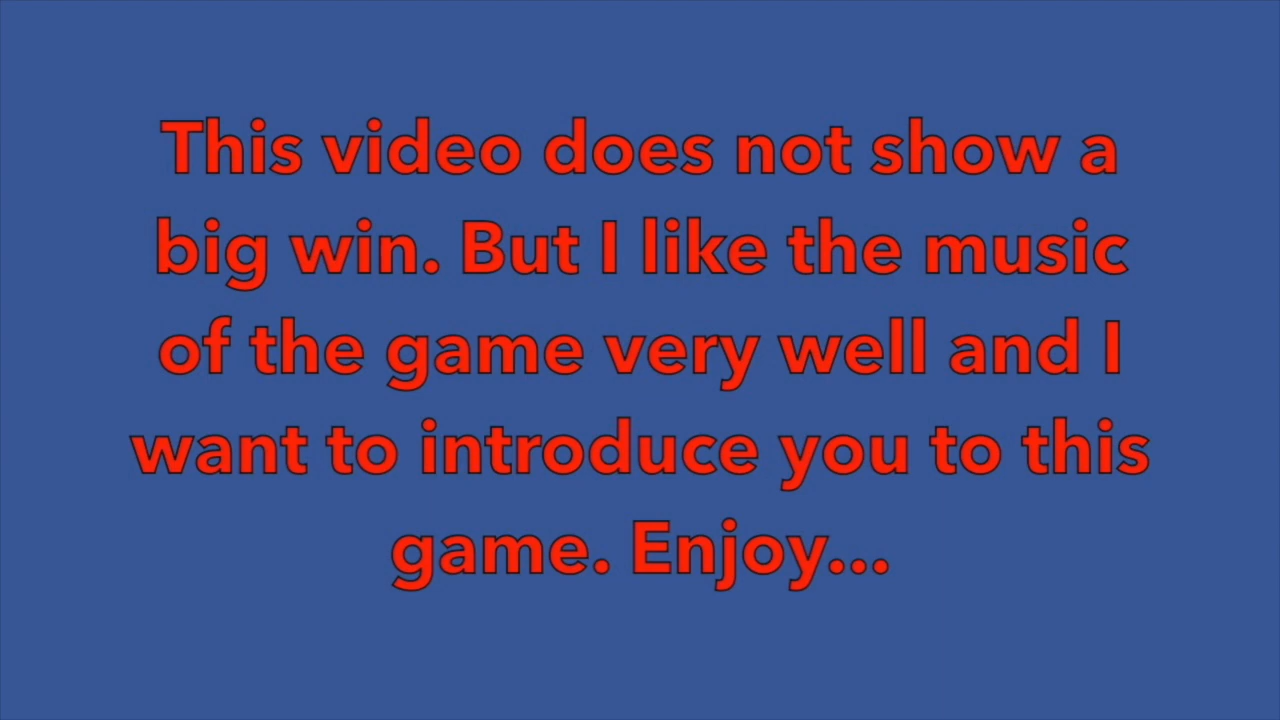 This video does not show a
big win. But I like the music
of the game very well and I
want to introduce you to this
game. Enjoy...